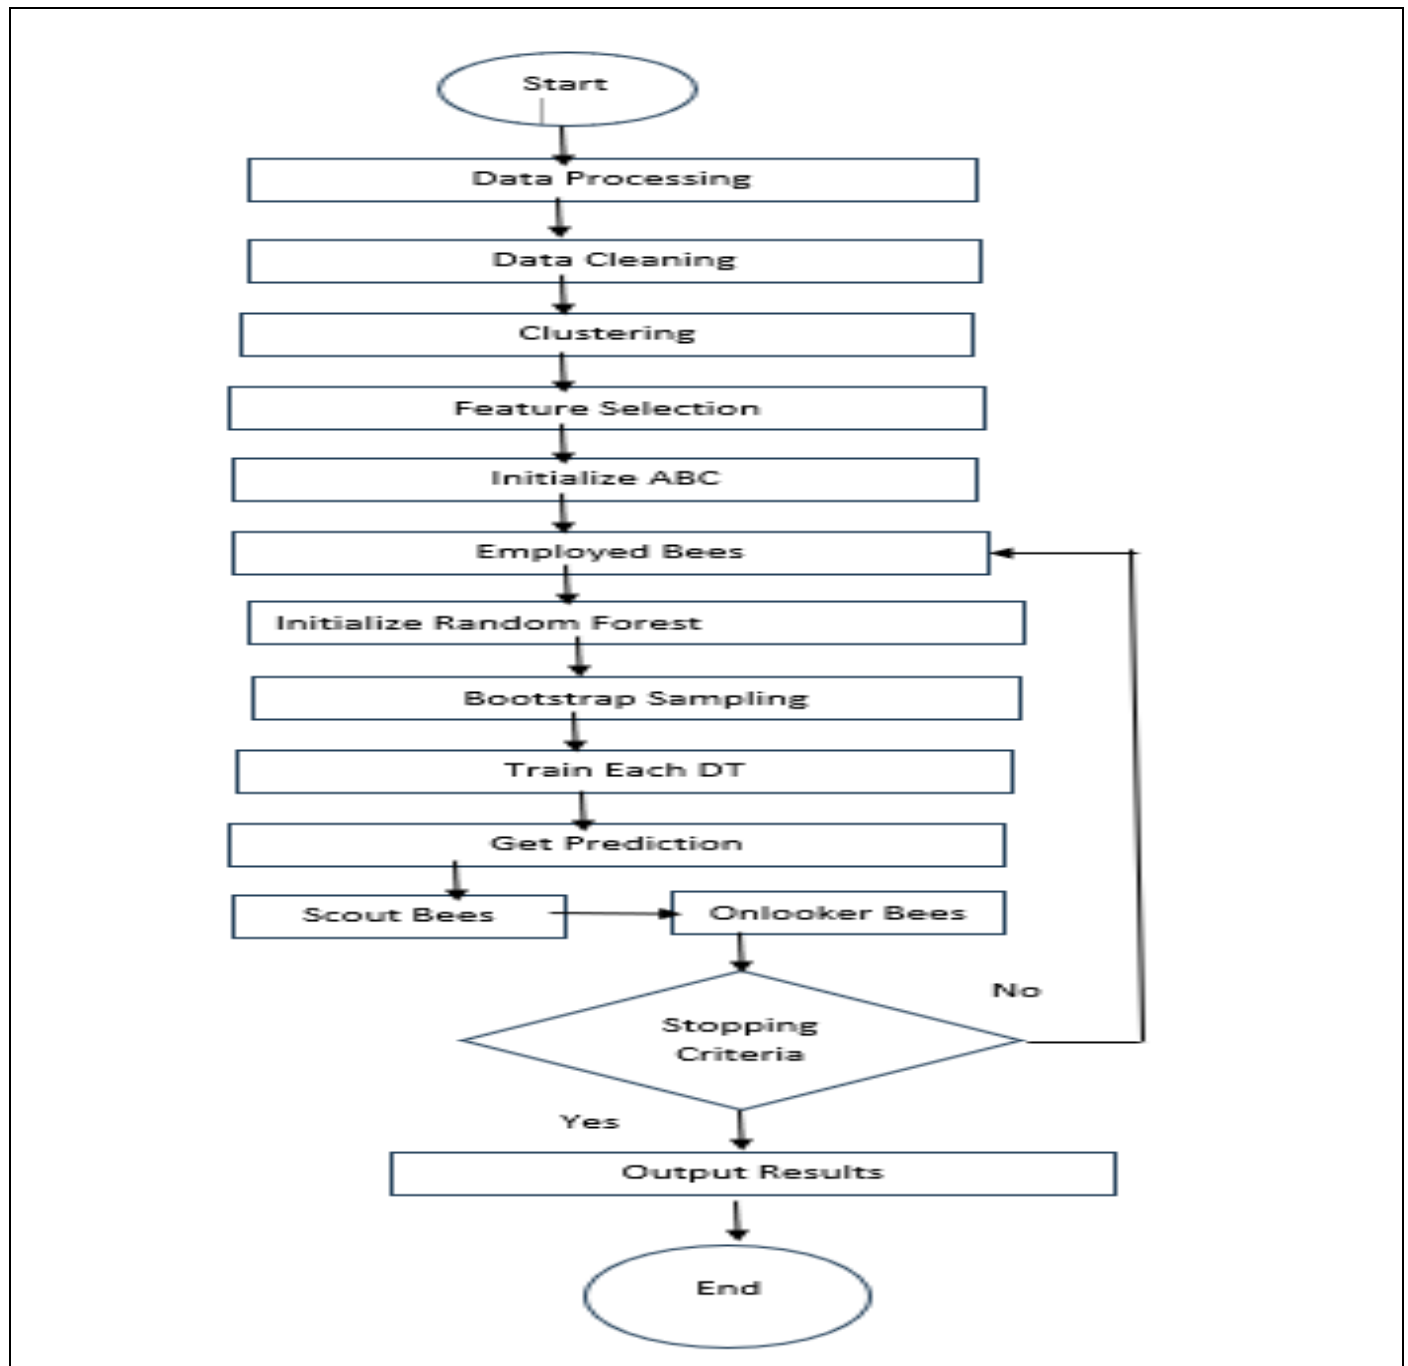 Start
Data Processing
Data Cleaning
Clustering
Feature Selection
Initialize ABC
Employed Bees
Initialize Random Forest
Bootstrap Sampling
Train Each DT
Get Prediction
Scout Bees
Onlooker Bees
No
Stopping
Criteria
Yes
Output Results
End